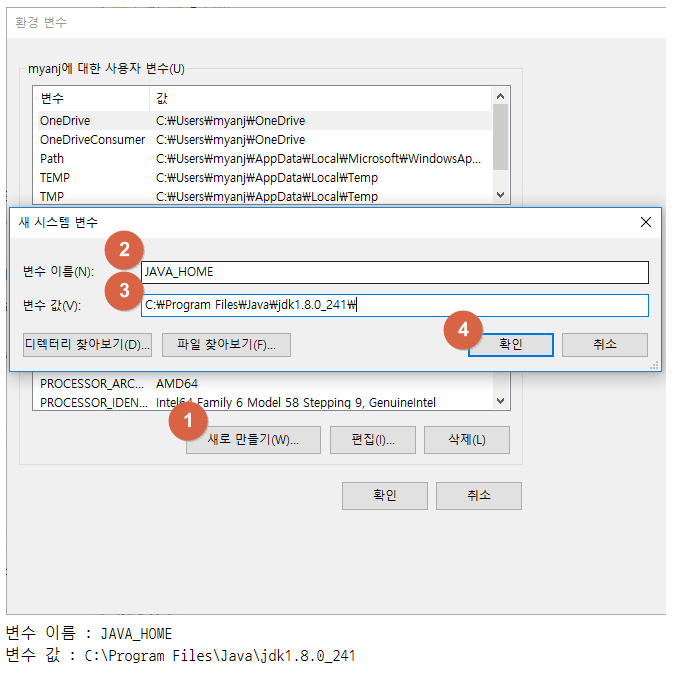 환경 변수
myanj에 대한 사용자 변수(U)
변수 값
OneDrive C:₩Users₩myanj₩OneDrive
OneDriveConsumer C:₩Users₩myanj₩OneDrive
Path C:₩Users₩myanj₩AppData₩Local₩Microsoft₩WindowsAp...
TEMP C:₩Users₩myanj₩AppData₩Local₩Temp
TMP C:₩Users₩myanj₩AppData₩Local₩Temp
새 시스템 변수
2
변수 이름(N): JAVA_HOME
3
변수 값(V): C:₩Program Files₩Java₩jdk1.8.0_241₩
4
디렉터리 찾아보기(D)... 파일 찾아보기(F)... 확인 취소
PROCESSOR_ARC... AMD64
PROCESSOR_IDEN... Intel64 Family 6 Model 58 Stepping 9, GenuineIntel
1
새로 만들기(W)... 편집(I)... 삭제(L)
확인 취소
변수 이름 : JAVA_HOME
변수 값 : C:\Program Files\Java\jdk1.8.0_241